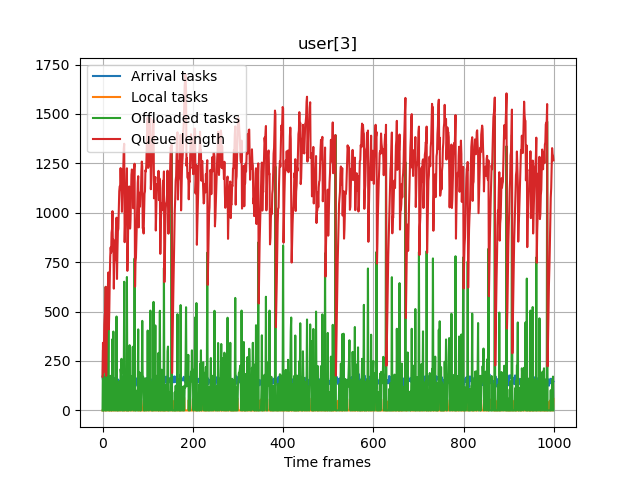 user[3]
1750
1500
1250
1000
750
500
250
0
Arrival tasks
Local tasks
Offloaded tasks
Queue length
0 200 400 600 800 1000
Time frames